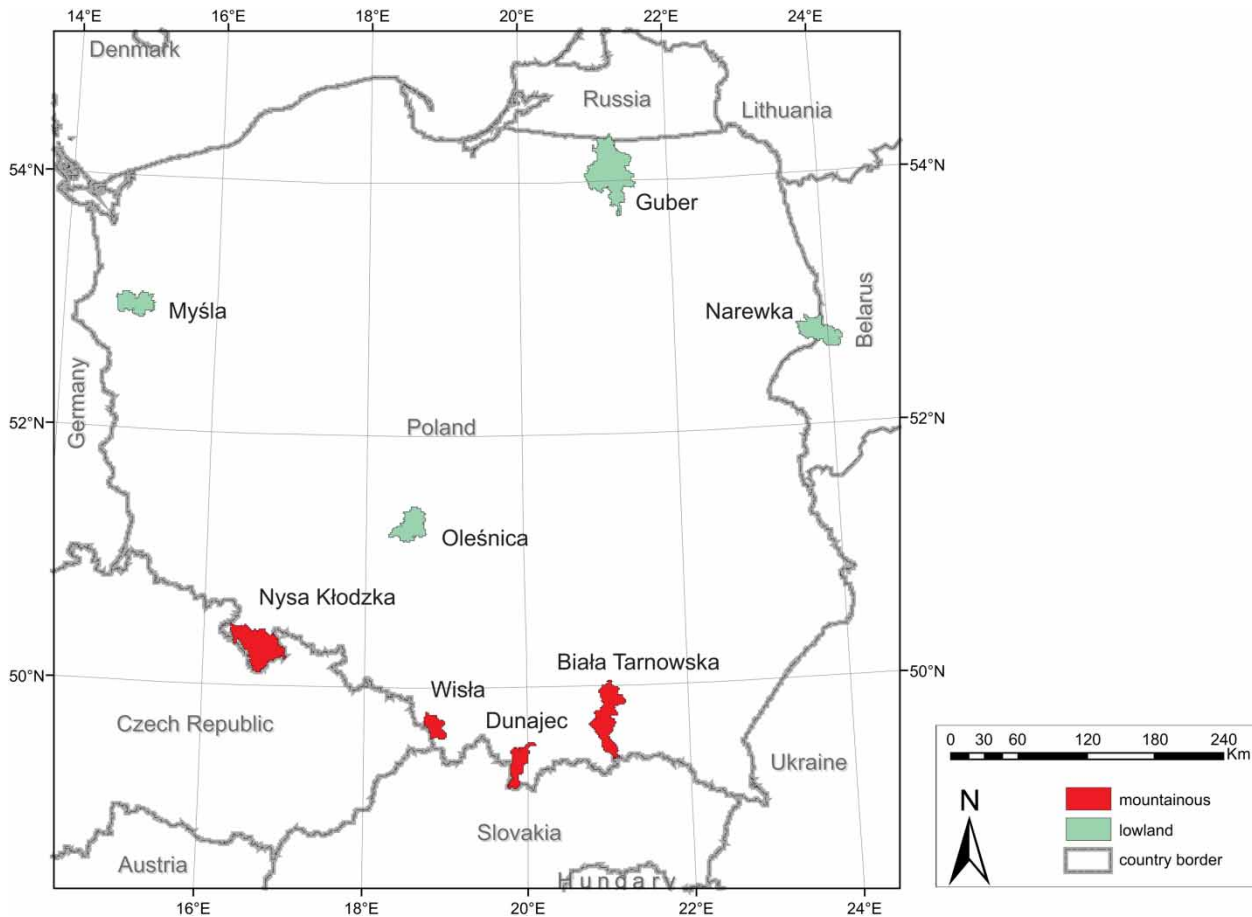 14°E 16°E 18°E 20°E 22°E 24°E
Denmark
Russia
Lithuania
54°N 54°N
Guber
Myśla
Narewka
Belarus
Germany
52°N 52°N
Poland
Oleśnica
Nysa Kłodzka
50°N 50°N
Biała Tarnowska
Wisła
Czech Republic
Dunajec
Ukraine
Slovakia
Austria
Hungary
16°E 18°E 20°E 22°E 24°E
0 30 60 120 180 240
Km
N
mountainous
lowland
country border